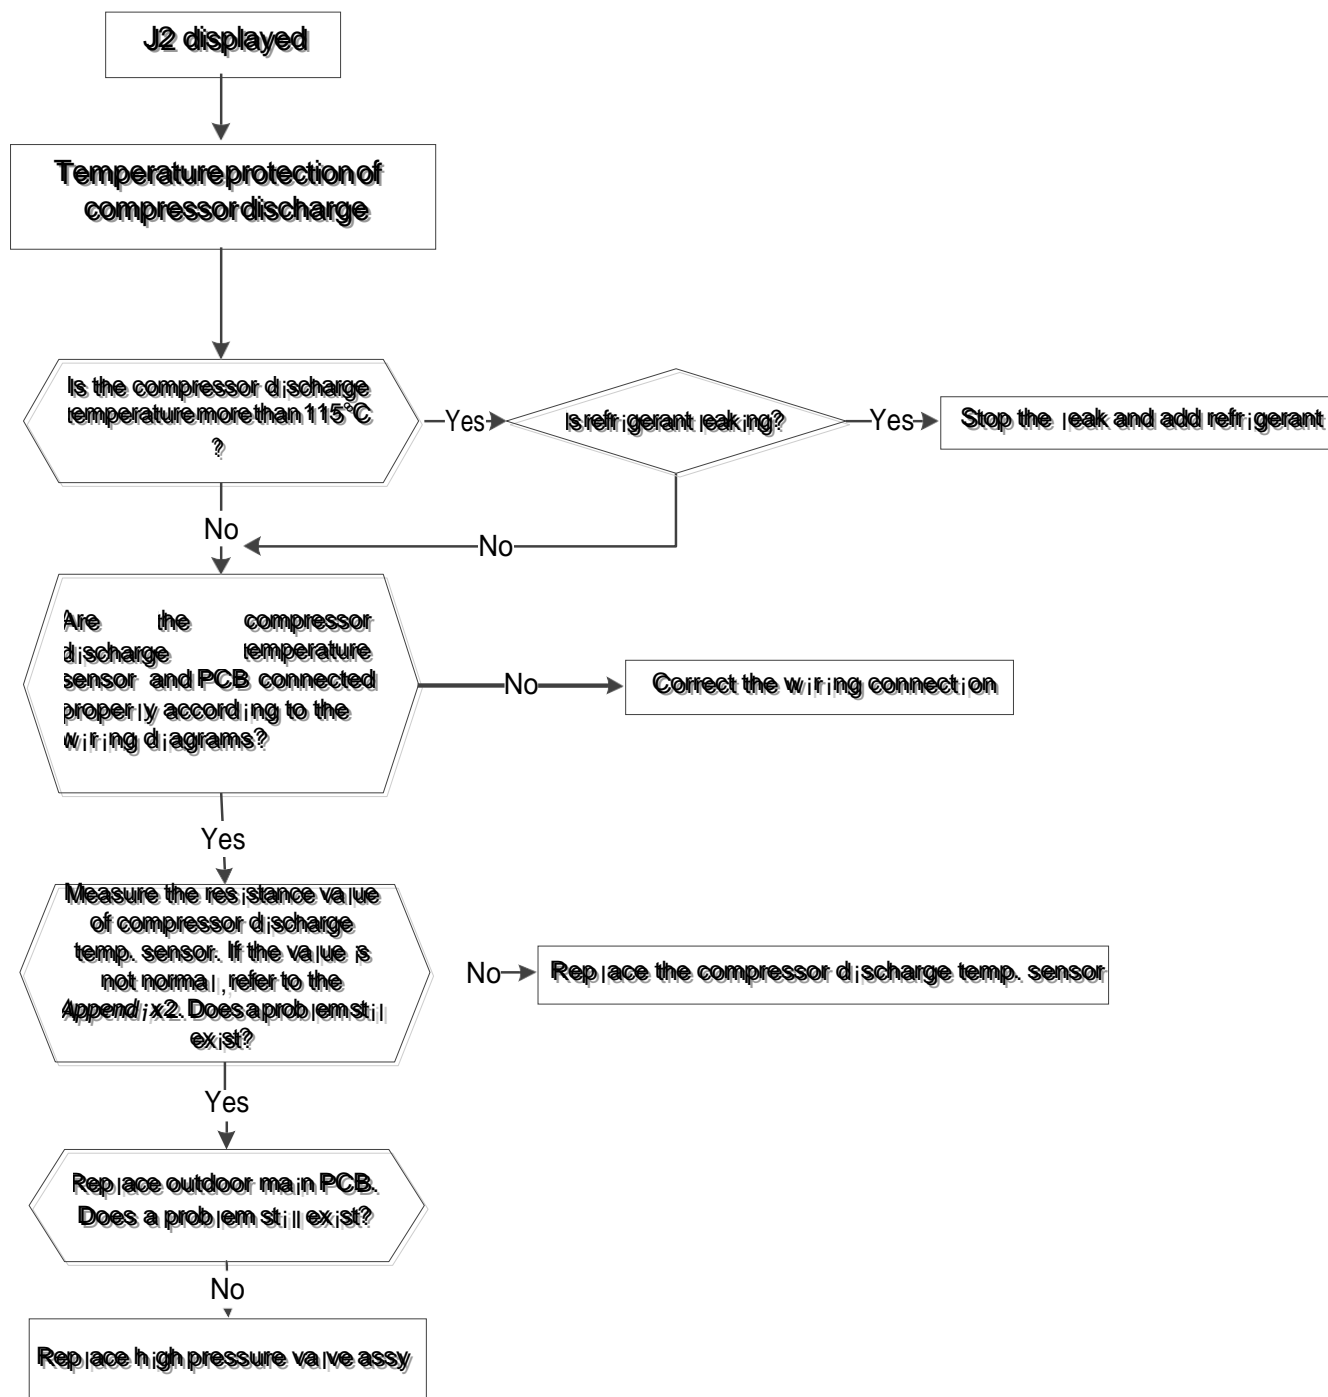 J2 displayed
Temperature protection of
compressor discharge
Is the compressor discharge
temperature more than 115°C
?
Yes
Is refrigerant leaking?
Yes
Stop the leak and add refrigerant
No
No
Are the compressor
discharge temperature
sensor and PCB connected
properly according to the
wiring diagrams?
No
Correct the wiring connection
Yes
Measure the resistance value
of compressor discharge
temp. sensor. If the value is
not normal, refer to the
Appendix2. Does a problem still
exist?
No
Replace the compressor discharge temp. sensor
Yes
Replace outdoor main PCB.
Does a problem still exist?
No
Replace high pressure valve assy